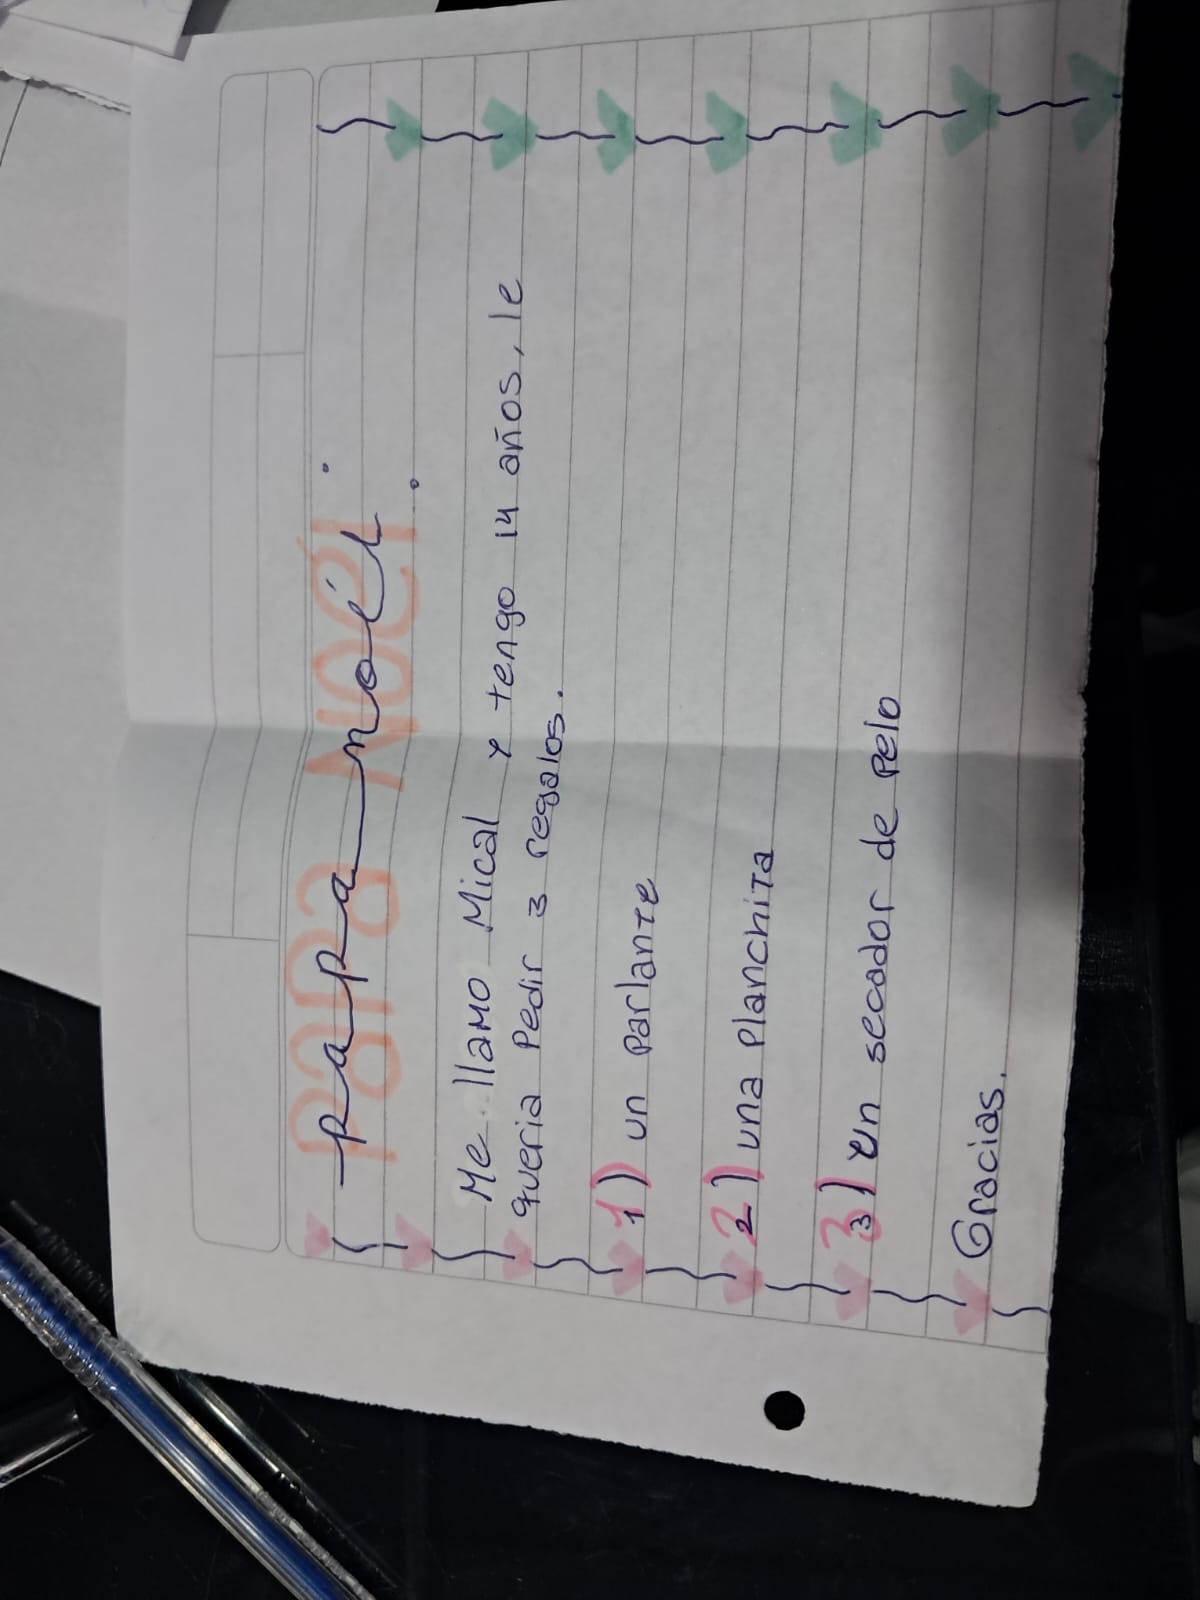 papa noél :
Me llamo Mical y tengo 14 años, le
queria Pedir 3 regalos.
1) un Parlante
2) una Planchita
3) un secador de Pelo
Gracias.